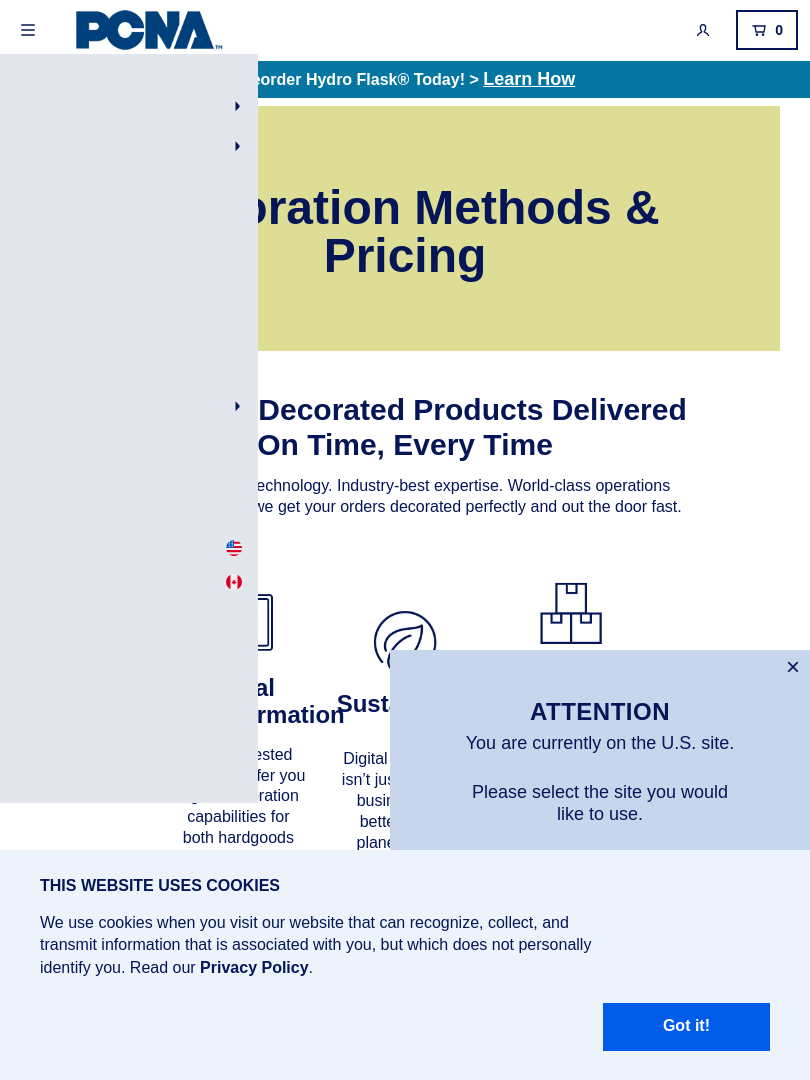 PCNA™
0
eorder Hydro Flask® Today! > Learn How
oration Methods &
Pricing
Decorated Products Delivered
On Time, Every Time
echnology. Industry-best expertise. World-class operations
we get your orders decorated perfectly and out the door fast.
al
rmation
Susta
ested
fer you
oration
capabilities for
both hardgoods
Digital
isn't jus
busin
bette
plane
ATTENTION
You are currently on the U.S. site.
Please select the site you would
like to use.
THIS WEBSITE USES COOKIES
We use cookies when you visit our website that can recognize, collect, and
transmit information that is associated with you, but which does not personally
identify you. Read our Privacy Policy.
Got it!